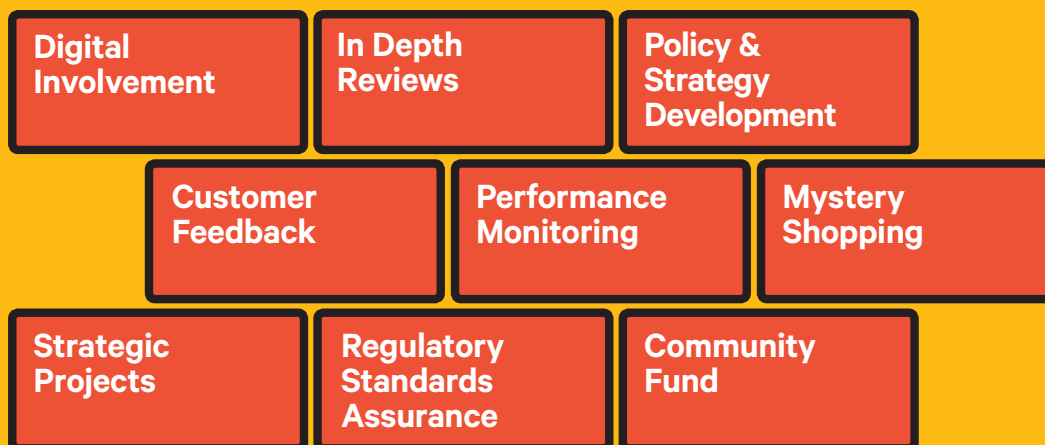 Digital
Involvement
In Depth
Reviews
Policy &
Strategy
Development
Customer
Feedback
Performance
Monitoring
Mystery
Shopping
Strategic
Projects
Regulatory
Standards
Assurance
Community
Fund